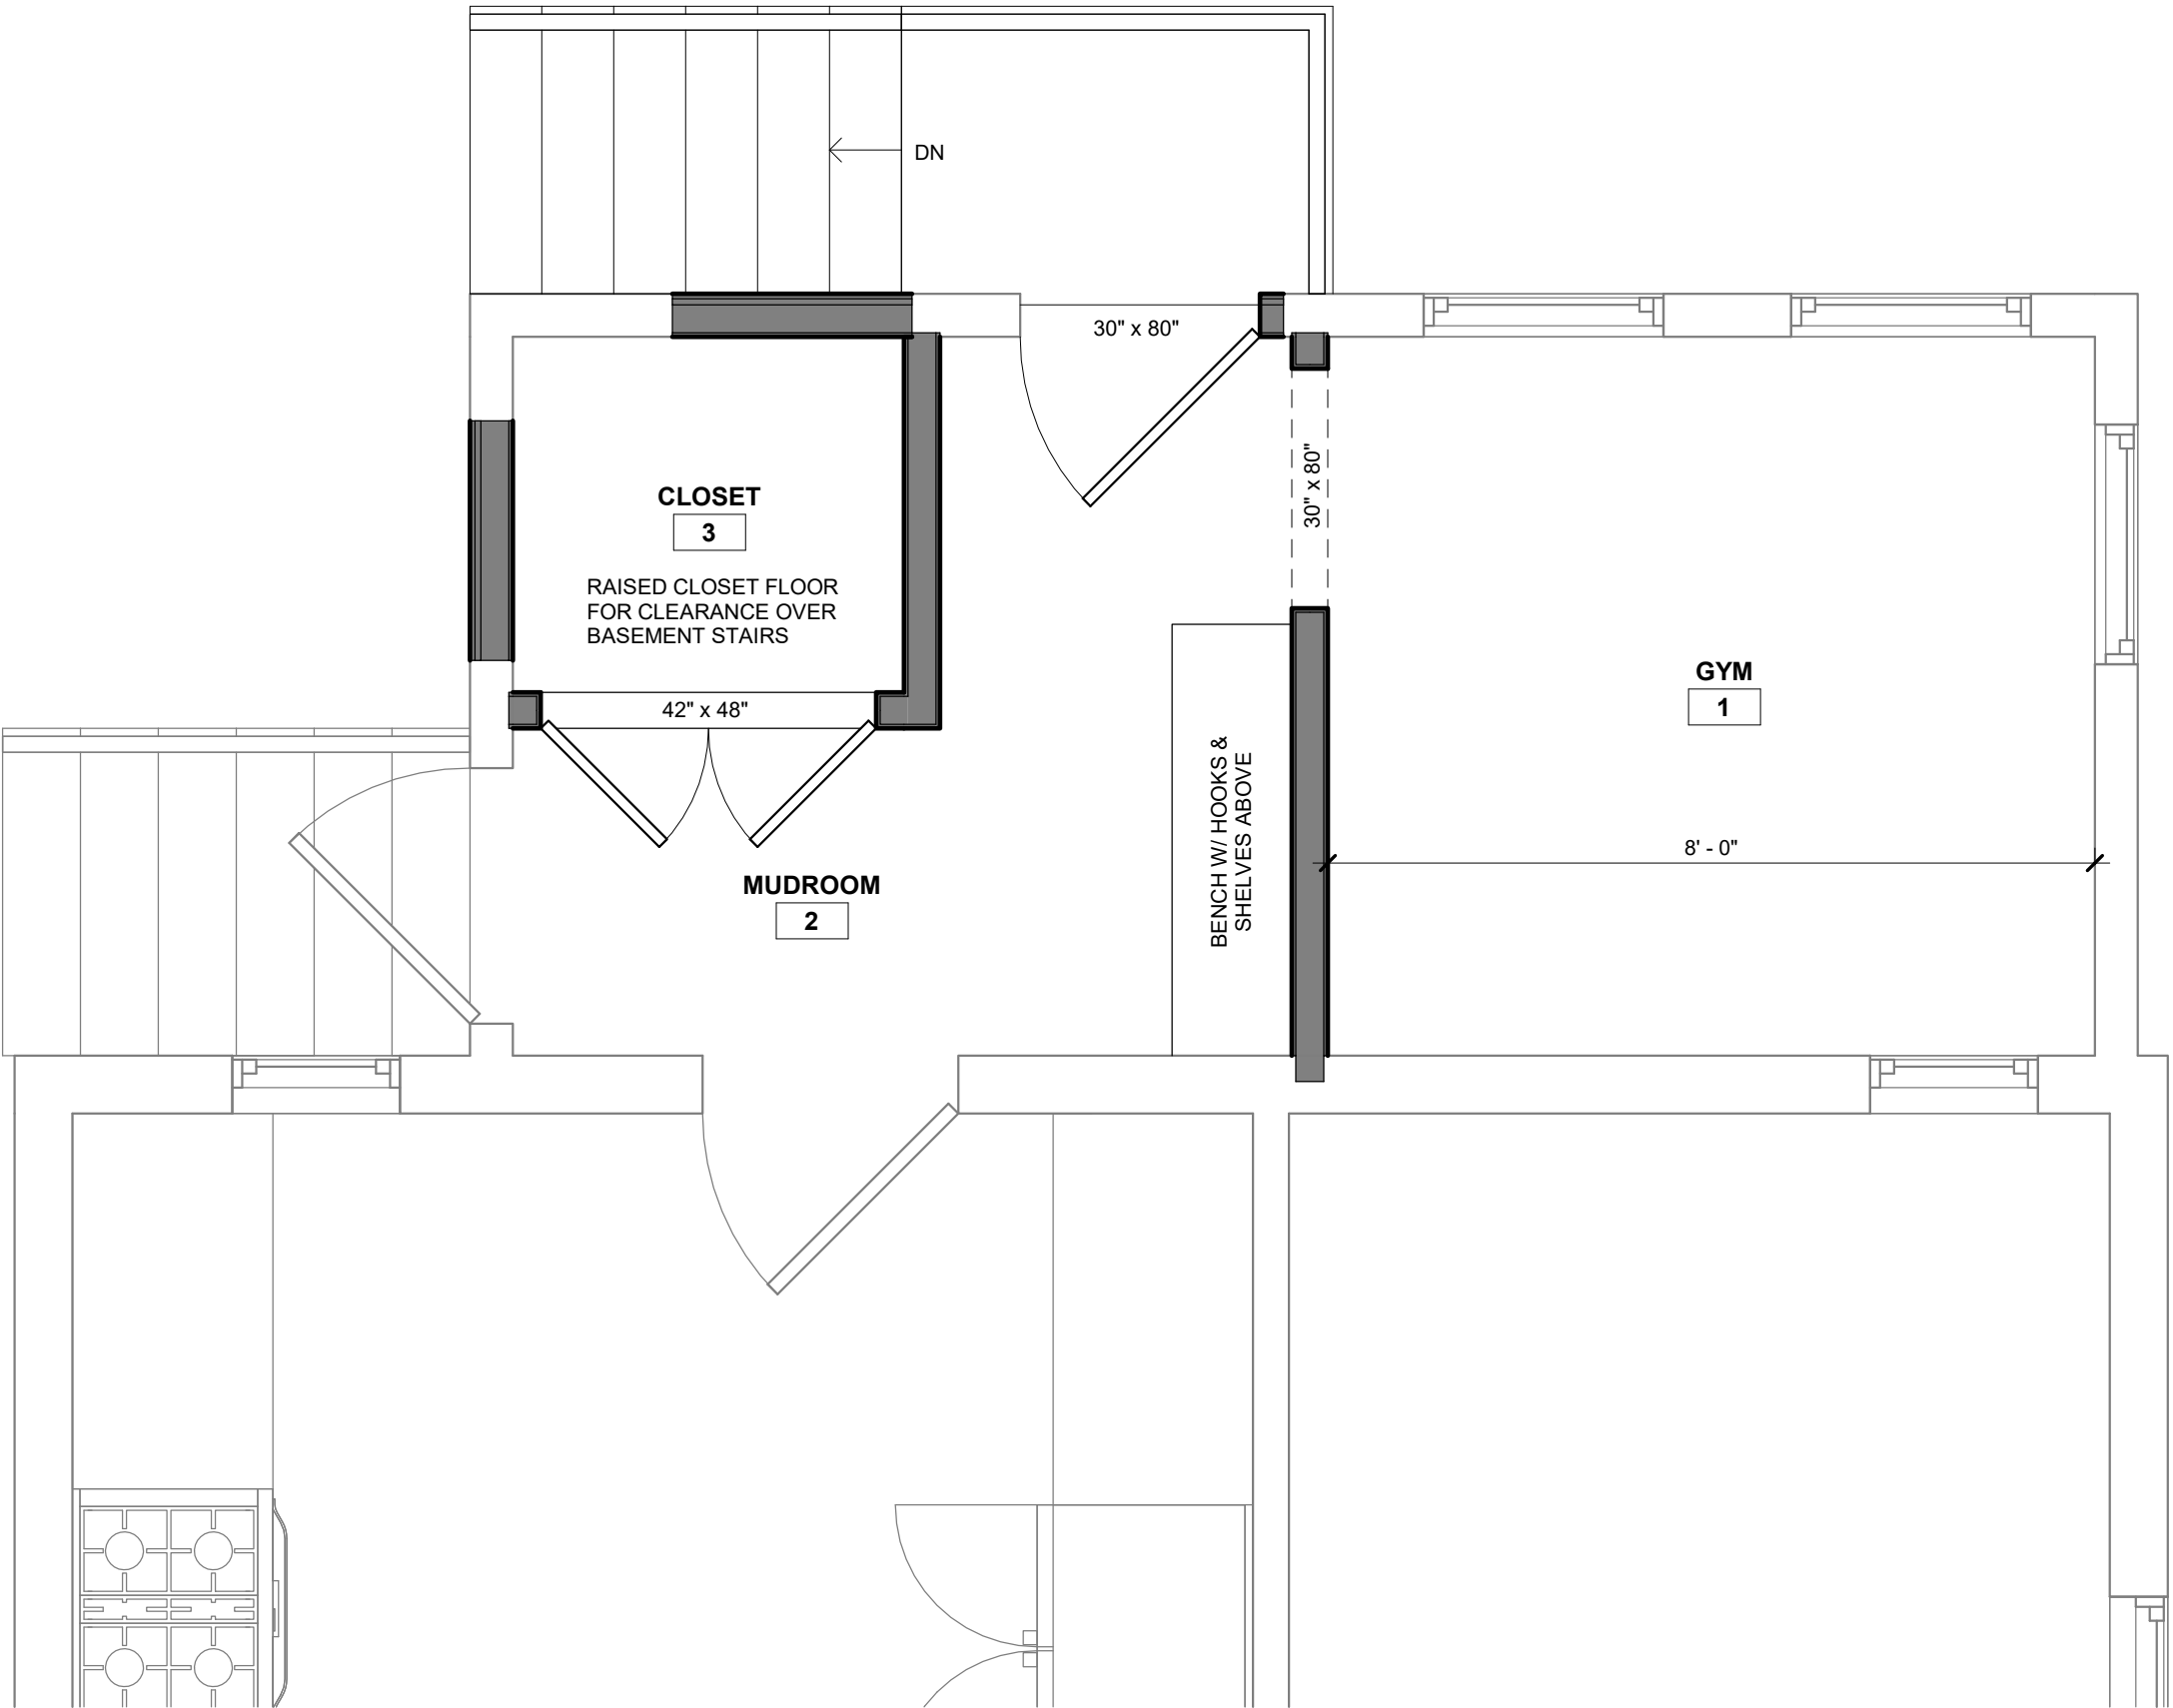 DN
30" x 80"
30" x 80"
CLOSET
3
RAISED CLOSET FLOOR
FOR CLEARANCE OVER
BASEMENT STAIRS
42" x 48"
GYM
1
BENCH W/ HOOKS &
SHELVES ABOVE
8' - 0"
MUDROOM
2